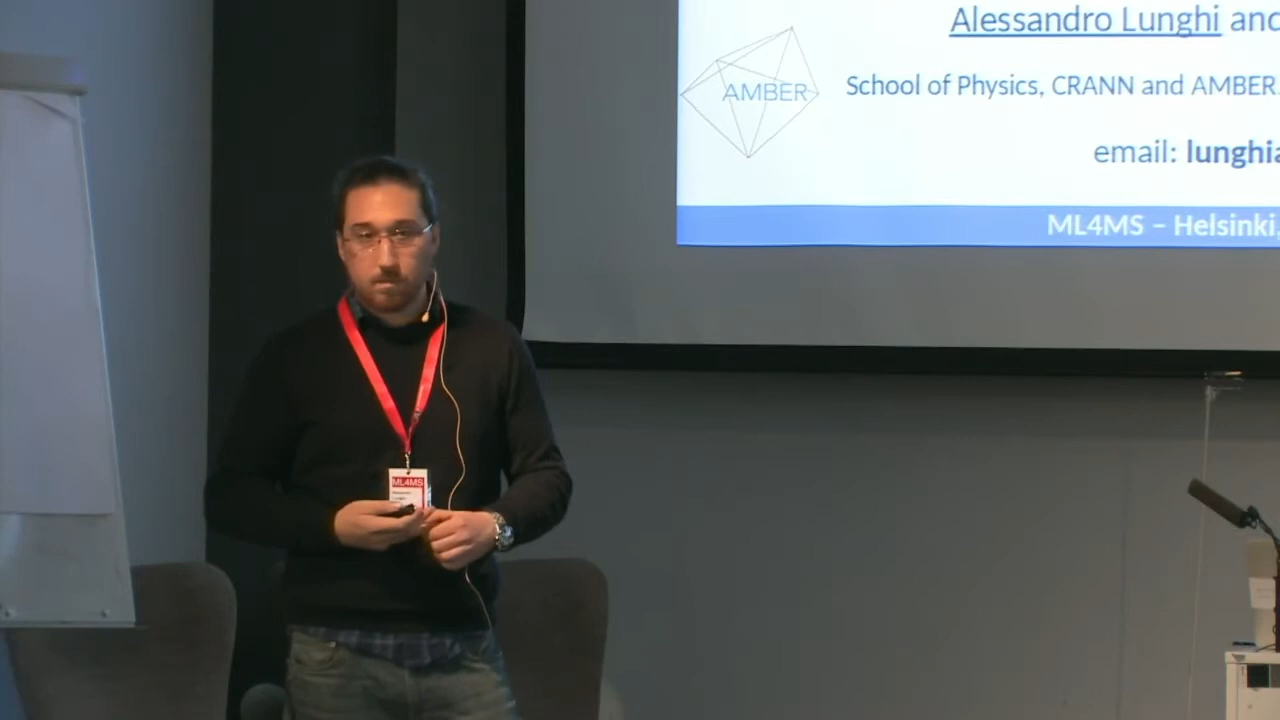 Alessandro Lunghi and
AMBER
School of Physics, CRANN and AMBER
email: lunghia
ML4MS – Helsinki,
ML4MS